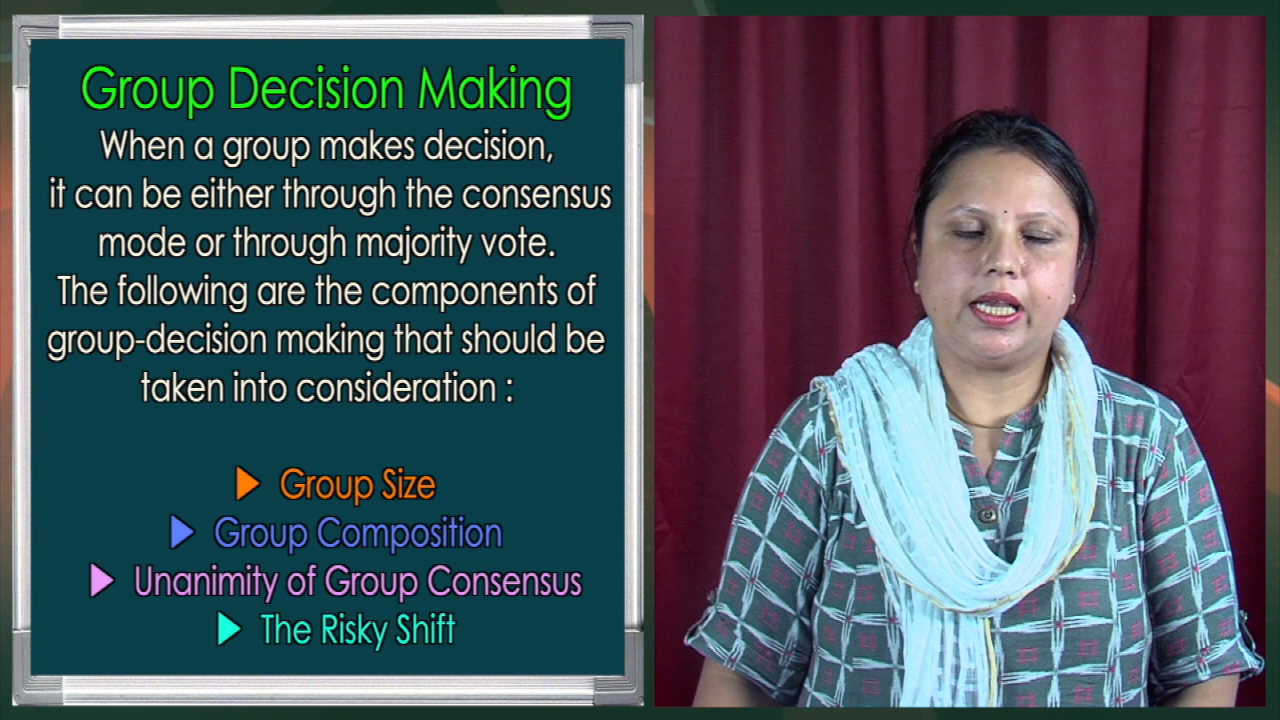 Group Decision Making
When a group makes decision,
it can be either through the consensus
mode or through majority vote.
The following are the components of
group-decision making that should be
taken into consideration :
Group Size
Group Composition
Unanimity of Group Consensus
The Risky Shift